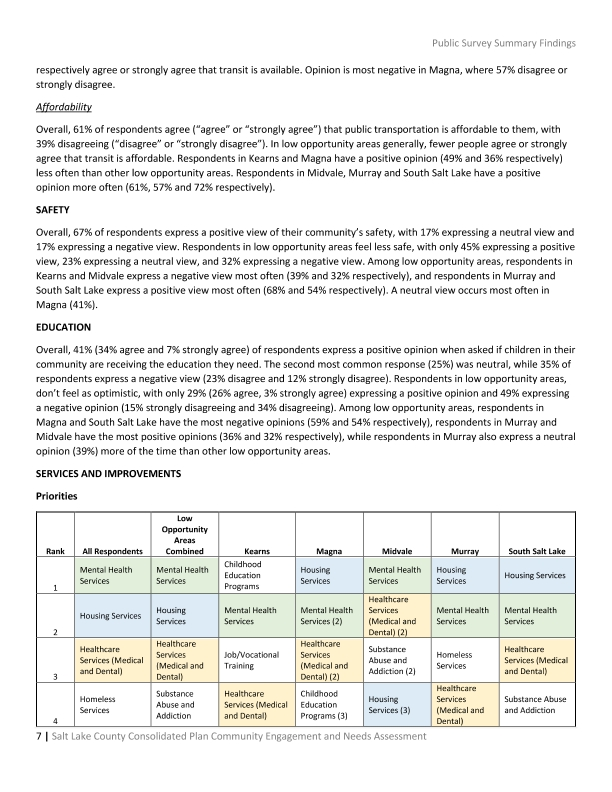 Public Survey Summary Findings
respectively agree or strongly agree that transit is available. Opinion is most negative in Magna, where 57% disagree or
strongly disagree.
Affordability
Overall, 61% of respondents agree (“agree” or “strongly agree”) that public transportation is affordable to them, with
39% disagreeing (“disagree” or “strongly disagree”). In low opportunity areas generally, fewer people agree or strongly
agree that transit is affordable. Respondents in Kearns and Magna have a positive opinion (49% and 36% respectively)
less often than other low opportunity areas. Respondents in Midvale, Murray and South Salt Lake have a positive
opinion more often (61%, 57% and 72% respectively).
SAFETY
Overall, 67% of respondents express a positive view of their community’s safety, with 17% expressing a neutral view and
17% expressing a negative view. Respondents in low opportunity areas feel less safe, with only 45% expressing a positive
view, 23% expressing a neutral view, and 32% expressing a negative view. Among low opportunity areas, respondents in
Kearns and Midvale express a negative view most often (39% and 32% respectively), and respondents in Murray and
South Salt Lake express a positive view most often (68% and 54% respectively). A neutral view occurs most often in
Magna (41%).
EDUCATION
Overall, 41% (34% agree and 7% strongly agree) of respondents express a positive opinion when asked if children in their
community are receiving the education they need. The second most common response (25%) was neutral, while 35% of
respondents express a negative view (23% disagree and 12% strongly disagree). Respondents in low opportunity areas,
don’t feel as optimistic, with only 29% (26% agree, 3% strongly agree) expressing a positive opinion and 49% expressing
a negative opinion (15% strongly disagreeing and 34% disagreeing). Among low opportunity areas, respondents in
Magna and South Salt Lake have the most negative opinions (59% and 54% respectively), respondents in Murray and
Midvale have the most positive opinions (36% and 32% respectively), while respondents in Murray also express a neutral
opinion (39%) more of the time than other low opportunity areas.
SERVICES AND IMPROVEMENTS
Priorities
Rank
All Respondents
Low
Opportunity
Areas
Combined
Kearns
Magna
Midvale
Murray
South Salt Lake
1
Mental Health
Services
Mental Health
Services
Childhood
Education
Programs
Housing
Services
Mental Health
Services
Housing
Services
Housing Services
2
Housing Services
Housing
Services
Mental Health
Services
Mental Health
Services (2)
Healthcare
Services
(Medical and
Dental) (2)
Mental Health
Services
Mental Health
Services
3
Healthcare
Services (Medical
and Dental)
Healthcare
Services
(Medical and
Dental)
Job/Vocational
Training
Healthcare
Services
(Medical and
Dental) (2)
Substance
Abuse and
Addiction (2)
Homeless
Services
Healthcare
Services (Medical
and Dental)
4
Homeless
Services
Substance
Abuse and
Addiction
Healthcare
Services (Medical
and Dental)
Childhood
Education
Programs (3)
Housing
Services (3)
Healthcare
Services
(Medical and
Dental)
Substance Abuse
and Addiction
7 | Salt Lake County Consolidated Plan Community Engagement and Needs Assessment